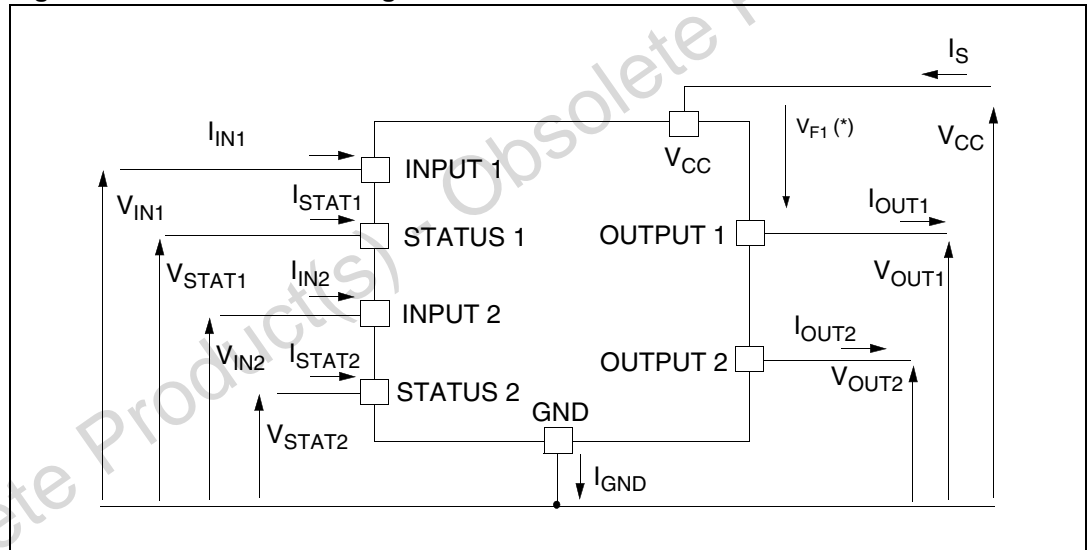 I_S
V_F1 (*)
V_CC
V_CC
I_IN1
INPUT 1
V_IN1
I_STAT1
STATUS 1
OUTPUT 1
I_OUT1
V_STAT1
V_OUT1
I_IN2
INPUT 2
V_IN2
I_OUT2
I_STAT2
OUTPUT 2
V_OUT2
STATUS 2
GND
V_STAT2
I_GND
Product(s) - Obsolete